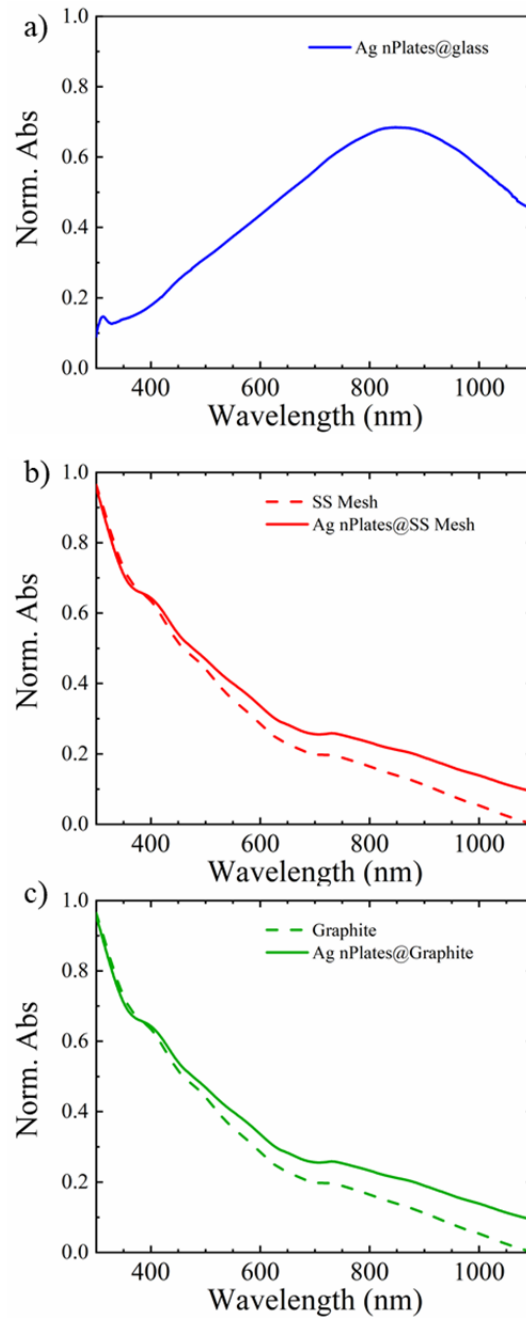 a)
Ag nPlates@glass
Norm. Abs
1.0
0.8
0.6
0.4
0.2
0.0
400 600 800 1000
Wavelength (nm)
b)
SS Mesh
Ag nPlates@SS Mesh
Norm. Abs
1.0
0.8
0.6
0.4
0.2
0.0
400 600 800 1000
Wavelength (nm)
c)
Graphite
Ag nPlates@Graphite
Norm. Abs
1.0
0.8
0.6
0.4
0.2
0.0
400 600 800 1000
Wavelength (nm)